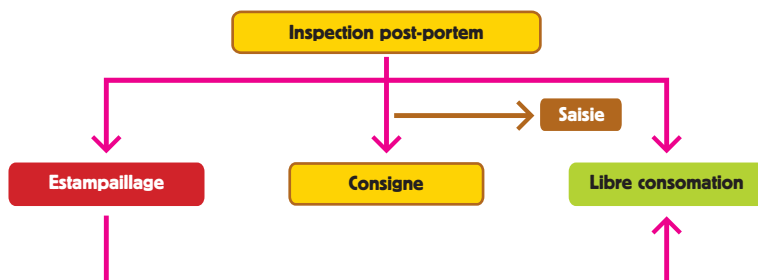 Inspection post-portem
Saisie
Estampaillage
Consigne
Libre consomation